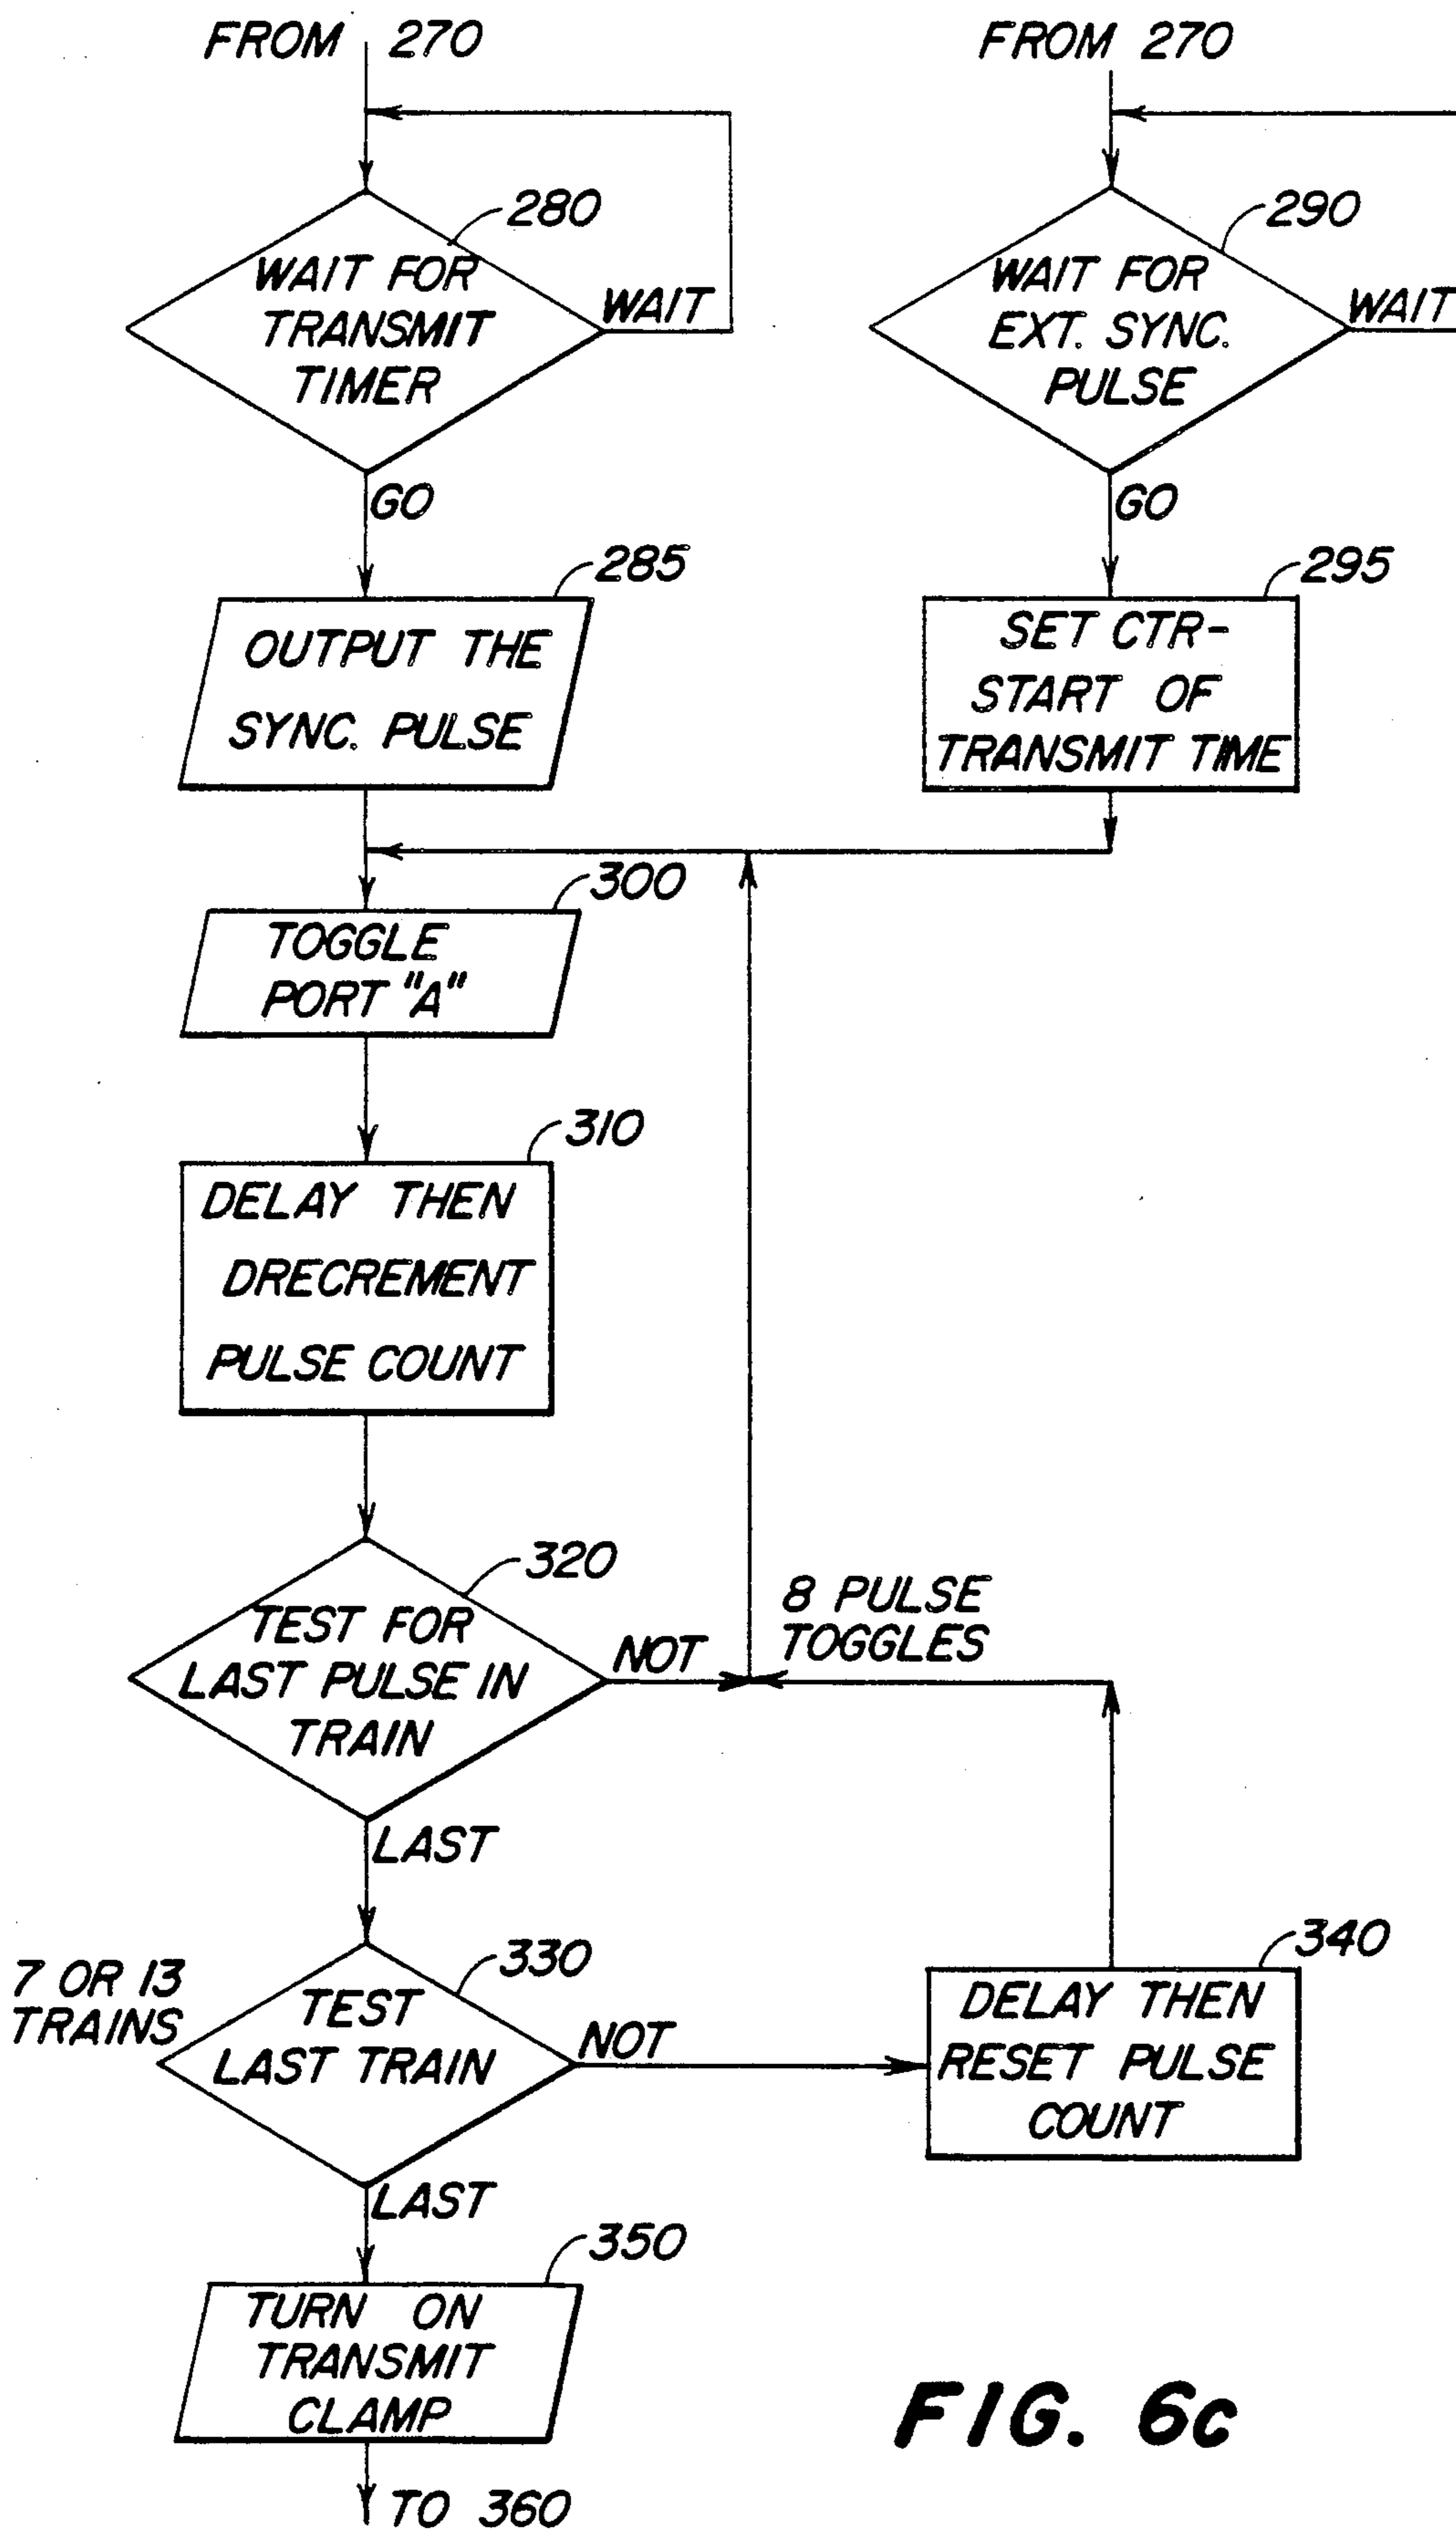 FROM 270
FROM 270
280
WAIT FOR
TRANSMIT
TIMER
WAIT
GO
290
WAIT FOR
EXT. SYNC.
PULSE
WAIT
GO
285
OUTPUT THE
SYNC. PULSE
295
SET CTR-
START OF
TRANSMIT TIME
300
TOGGLE
PORT "A"
310
DELAY THEN
DRECREMENT
PULSE COUNT
320
TEST FOR
LAST PULSE IN
TRAIN
NOT
8 PULSE
TOGGLES
LAST
7 OR 13
TRAINS
330
TEST
LAST TRAIN
NOT
340
DELAY THEN
RESET PULSE
COUNT
LAST
350
TURN ON
TRANSMIT
CLAMP
TO 360
FIG. 6c